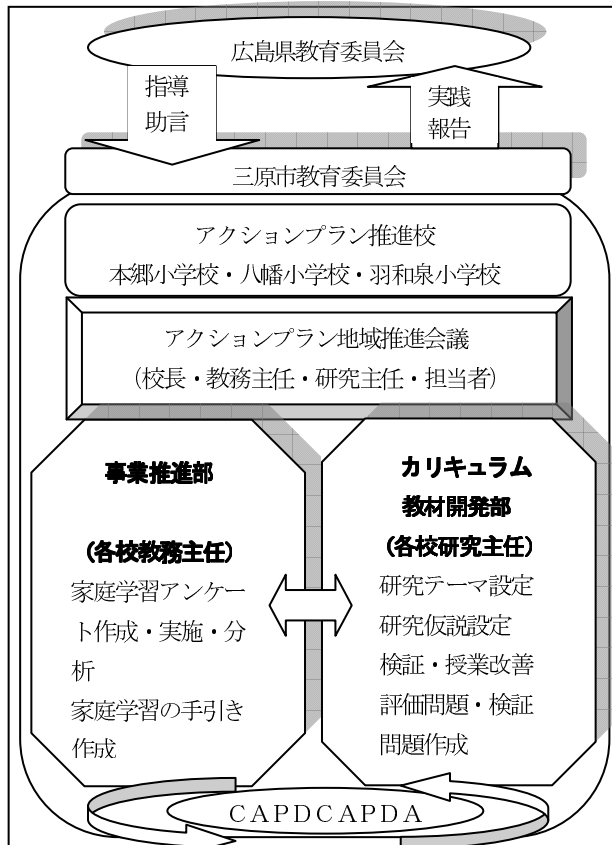 広島県教育委員会
指導
助言
実践
報告
三原市教育委員会
アクションプラン推進校
本郷小学校・八幡小学校・羽和泉小学校
アクションプラン地域推進会議
(校長・教務主任・研究主任・担当者)
事業推進部
(各校教務主任)
家庭学習アンケー
ト作成・実施・分
析
家庭学習の手引き
作成
カリキュラム
教材開発部
(各校研究主任)
研究テーマ設定
研究仮説設定
検証・授業改善
評価問題・検証
問題作成
ＣＡＰＤＣＡＰＤＡ